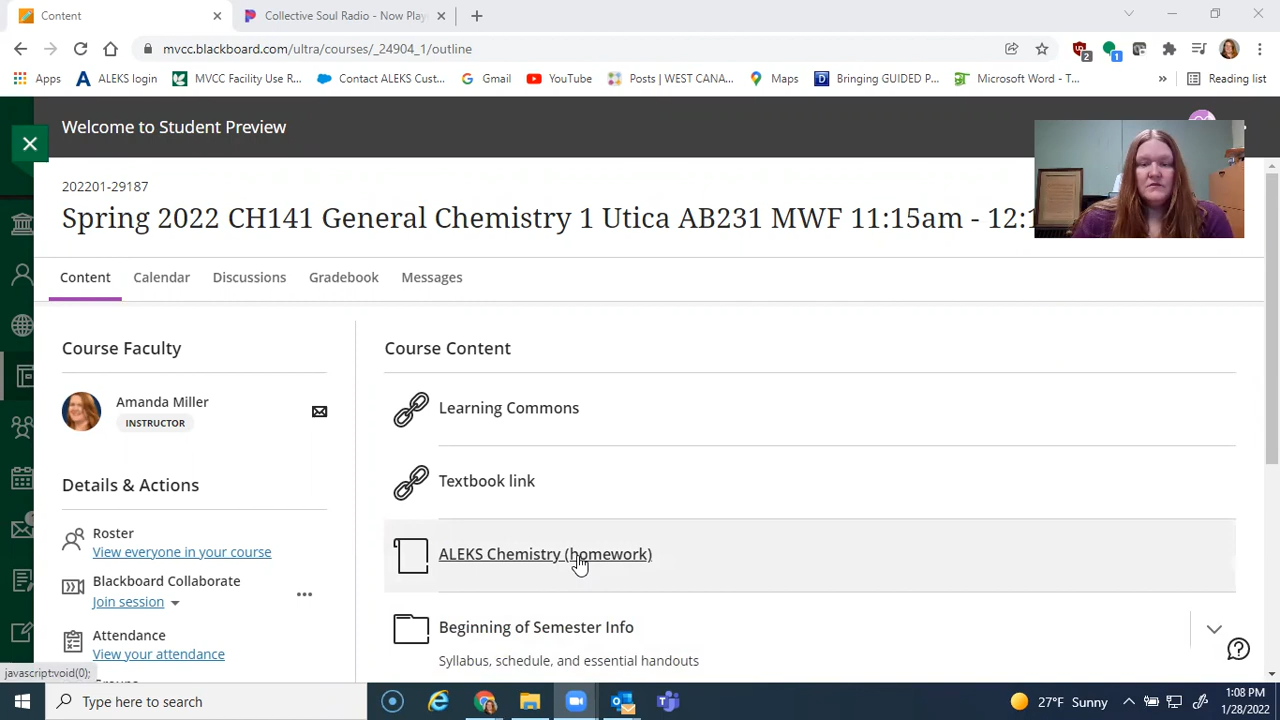 Content
Collective Soul Radio - Now Play
mvcc.blackboard.com/ultra/courses/_24904_1/outline
2
1
Apps
ALEKS login
MVCC Facility Use R...
Contact ALEKS Cust...
Gmail
YouTube
Posts | WEST CANA...
Maps
Bringing GUIDED P...
Microsoft Word - T...
»
Reading list
Welcome to Student Preview
202201-29187
Spring 2022 CH141 General Chemistry 1 Utica AB231 MWF 11:15am - 12:1
Content
Calendar
Discussions
Gradebook
Messages
Course Faculty
Amanda Miller
INSTRUCTOR
Details & Actions
Roster
View everyone in your course
Blackboard Collaborate
Join session
Attendance
View your attendance
Course Content
Learning Commons
Textbook link
ALEKS Chemistry (homework)
Beginning of Semester Info
Syllabus, schedule, and essential handouts
javascript:void(0);
Type here to search
27°F Sunny
1:08 PM
1/28/2022